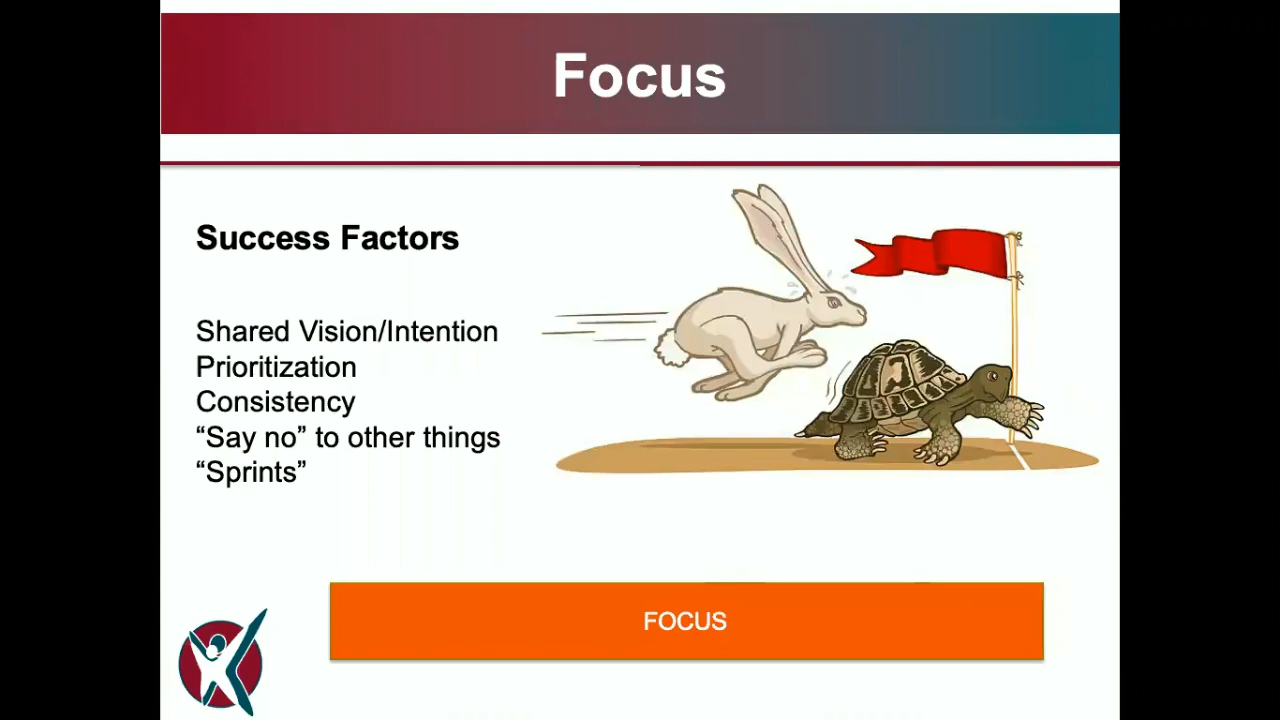 Focus
Success Factors
Shared Vision/Intention
Prioritization
Consistency
“Say no” to other things
“Sprints”
FOCUS